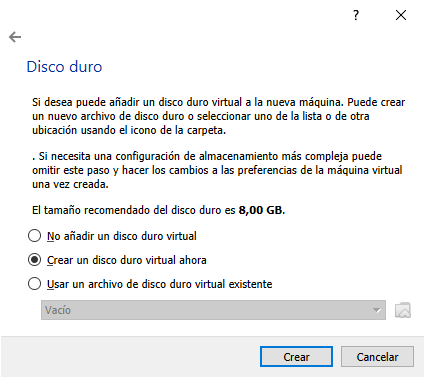 ?
Disco duro
Si desea puede añadir un disco duro virtual a la nueva máquina. Puede crear
un nuevo archivo de disco duro o seleccionar uno de la lista o de otra
ubicación usando el icono de la carpeta.
. Si necesita una configuración de almacenamiento más compleja puede
omitir este paso y hacer los cambios a las preferencias de la máquina virtual
una vez creada.
El tamaño recomendado del disco duro es 8,00 GB.
No añadir un disco duro virtual
Crear un disco duro virtual ahora
Usar un archivo de disco duro virtual existente
Vacío
Crear
Cancelar